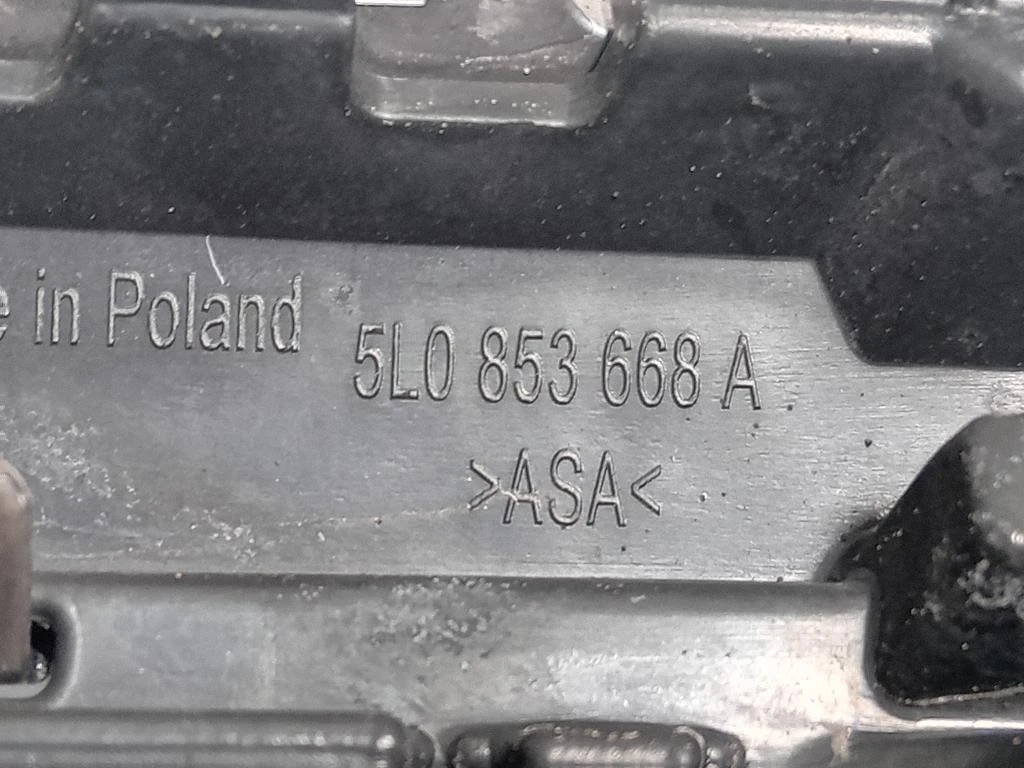 in Poland
5L0 853 668 A
>ASA<